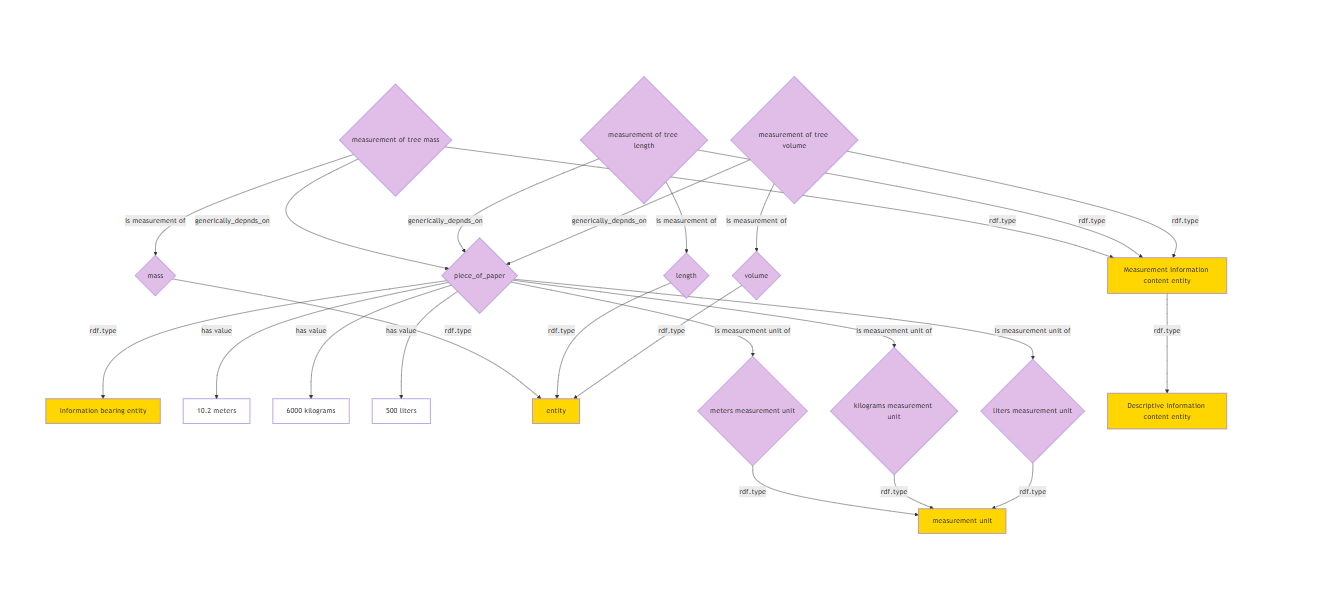 measurement of tree mass
measurement of tree
length
measurement of tree
volume
is measurement of
generically_depnds_on
generically_depnds_on
generically_depnds_on
is measurement of
is measurement of
rdf.type
rdf.type
rdf.type
mass
piece_of_paper
length
volume
Measurement information
content entity
rdf.type
has value
has value
has value
rdf.type
rdf.type
rdf.type
is measurement unit of
is measurement unit of
is measurement unit of
rdf.type
Information bearing entity
10.2 meters
6000 kilograms
500 liters
entity
meters measurement unit
kilograms measurement
unit
liters measurement unit
Descriptive information
content entity
rdf.type
rdf.type
rdf.type
measurement unit